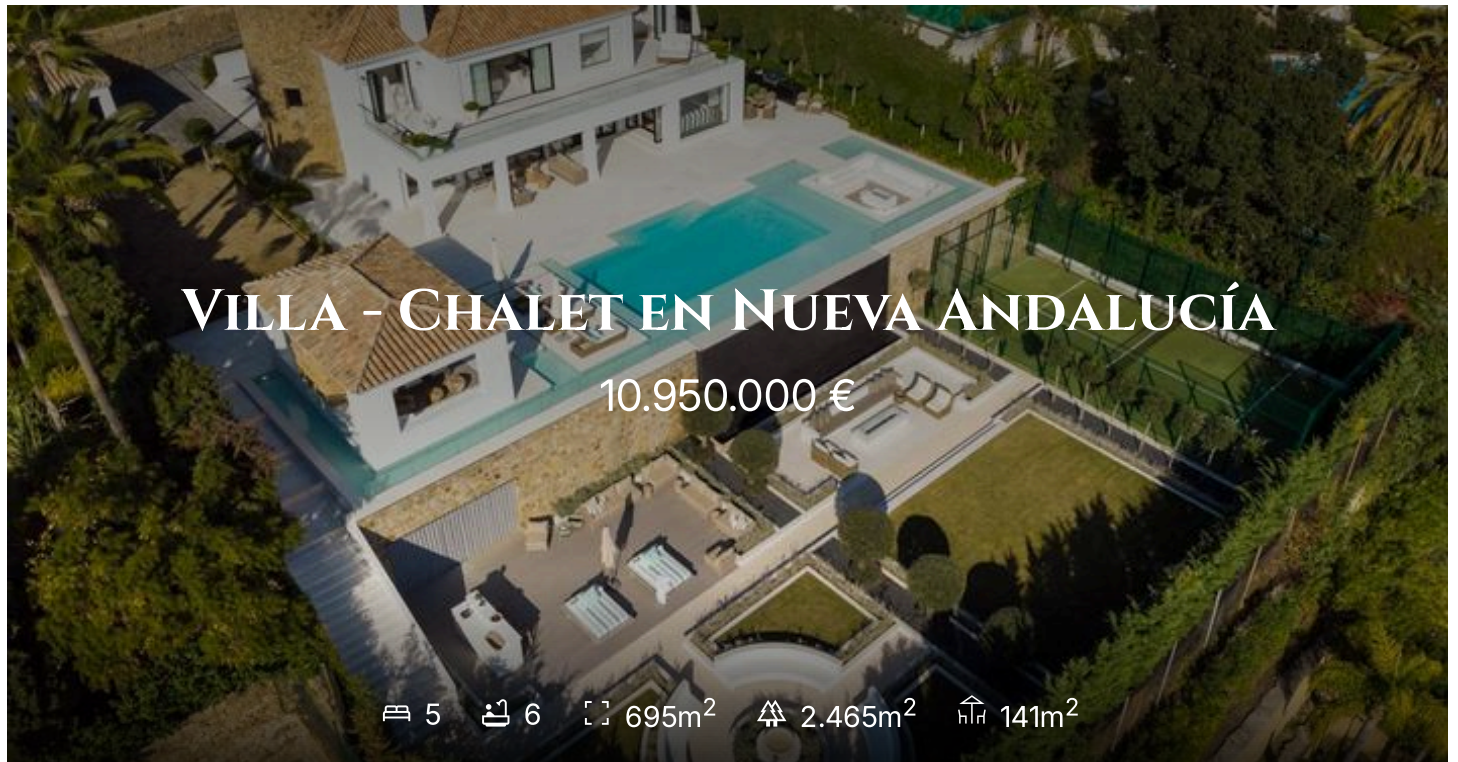 Villa - Chalet en Nueva Andalucía
10.950.000 €
5 6 695m² 2.465m² 141m²